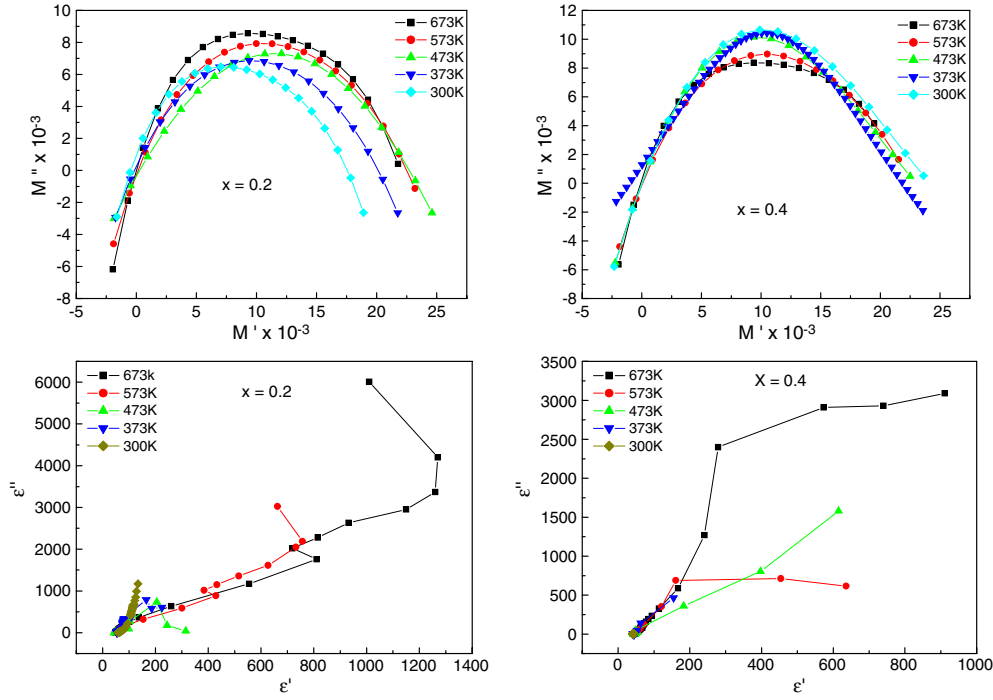 10
8
6
4
2
0
-2
-4
-6
-8
M " x 10-3
-5
0
5
10
15
20
25
M ' x 10-3
673K
573K
473K
373K
300K
x = 0.2
12
10
8
6
4
2
0
-2
-4
-6
-8
M " x 10-3
-5
0
5
10
15
20
25
M ' x 10-3
673K
573K
473K
373K
300K
x = 0.4
6000
5000
4000
3000
2000
1000
0
ε''
0
200
400
600
800
1000
1200
1400
ε'
673k
573K
473K
373K
300K
x = 0.2
3500
3000
2500
2000
1500
1000
500
0
ε''
0
200
400
600
800
1000
ε'
673K
573K
473K
373K
300K
X = 0.4